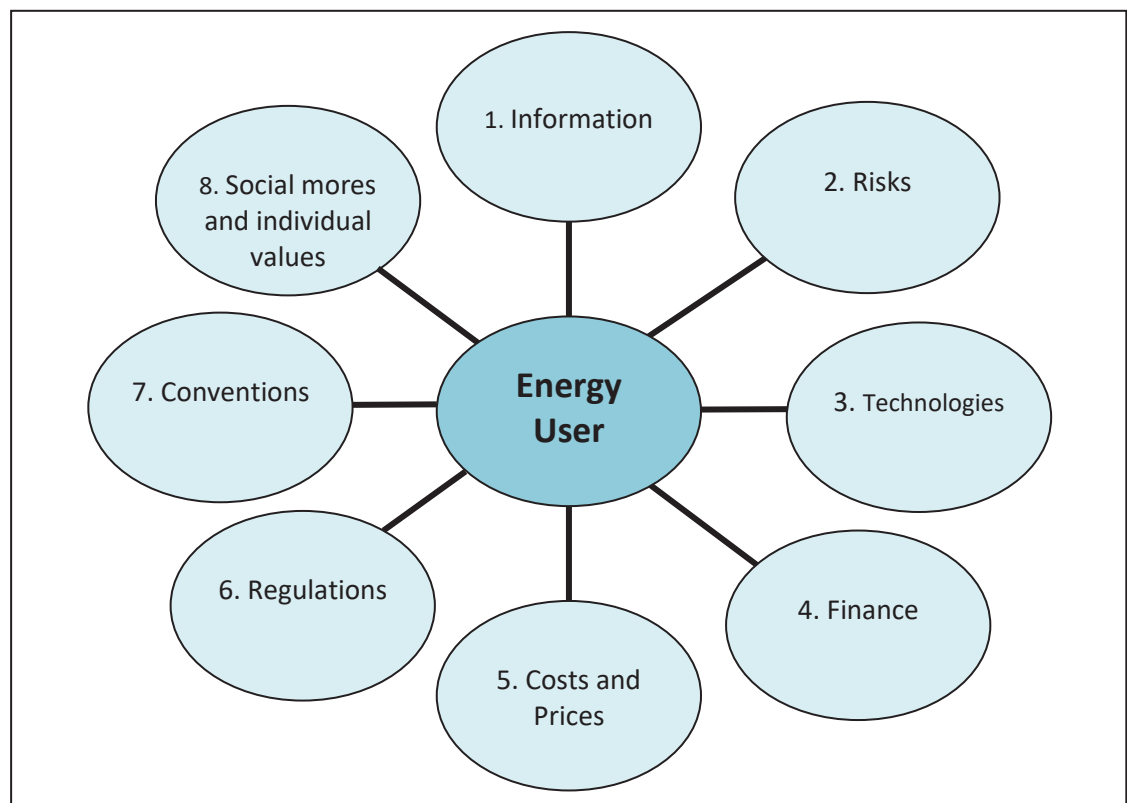 1. Information
2. Risks
3. Technologies
4. Finance
5. Costs and
Prices
6. Regulations
7. Conventions
8. Social mores
and individual
values
Energy
User